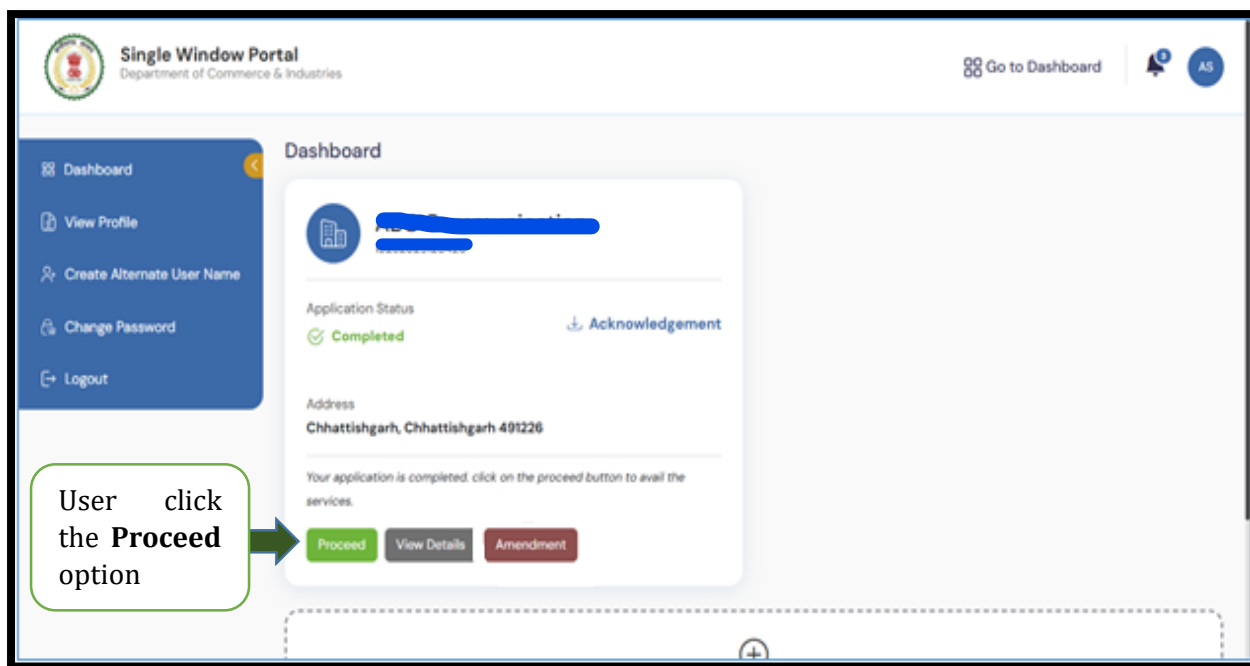 Single Window Portal
Department of Commerce & Industries
Go to Dashboard
3
AS
Dashboard
View Profile
Create Alternate User Name
Change Password
Logout
Dashboard
Application Status
Completed
Acknowledgement
Address
Chhattishgarh, Chhattishgarh 491226
Your application is completed. click on the proceed button to avail the
services.
Proceed
View Details
Amendment
User click
the Proceed
option